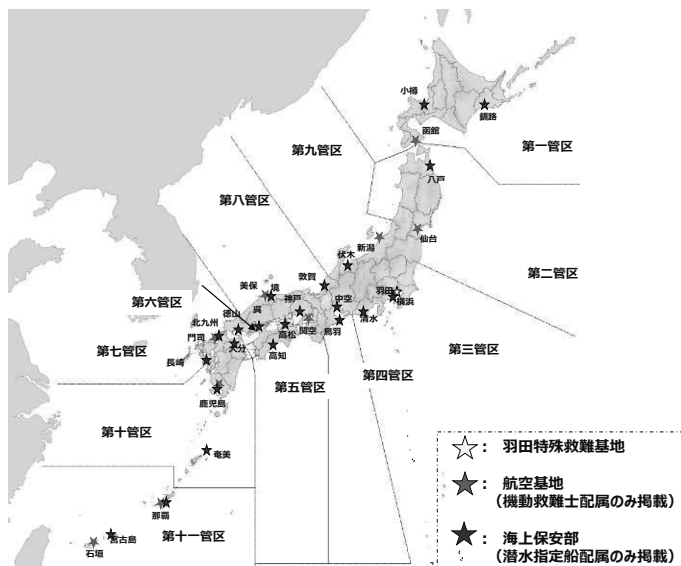 小樽
釧路
函館
第一管区
第九管区
八戸
第八管区
仙台
新潟
伏木
第二管区
敦賀
美保
境
神戸
中空
羽田
横浜
第六管区
呉
徳山
清水
北九州
関空
鳥羽
高松
門司
大分
高知
第三管区
第七管区
長崎
第四管区
第五管区
鹿児島
第十管区
奄美
☆： 羽田特殊救難基地
★： 航空基地
（機動救難士配属のみ掲載）
那覇
第十一管区
宮古島
石垣
★： 海上保安部
（潜水指定船配属のみ掲載）